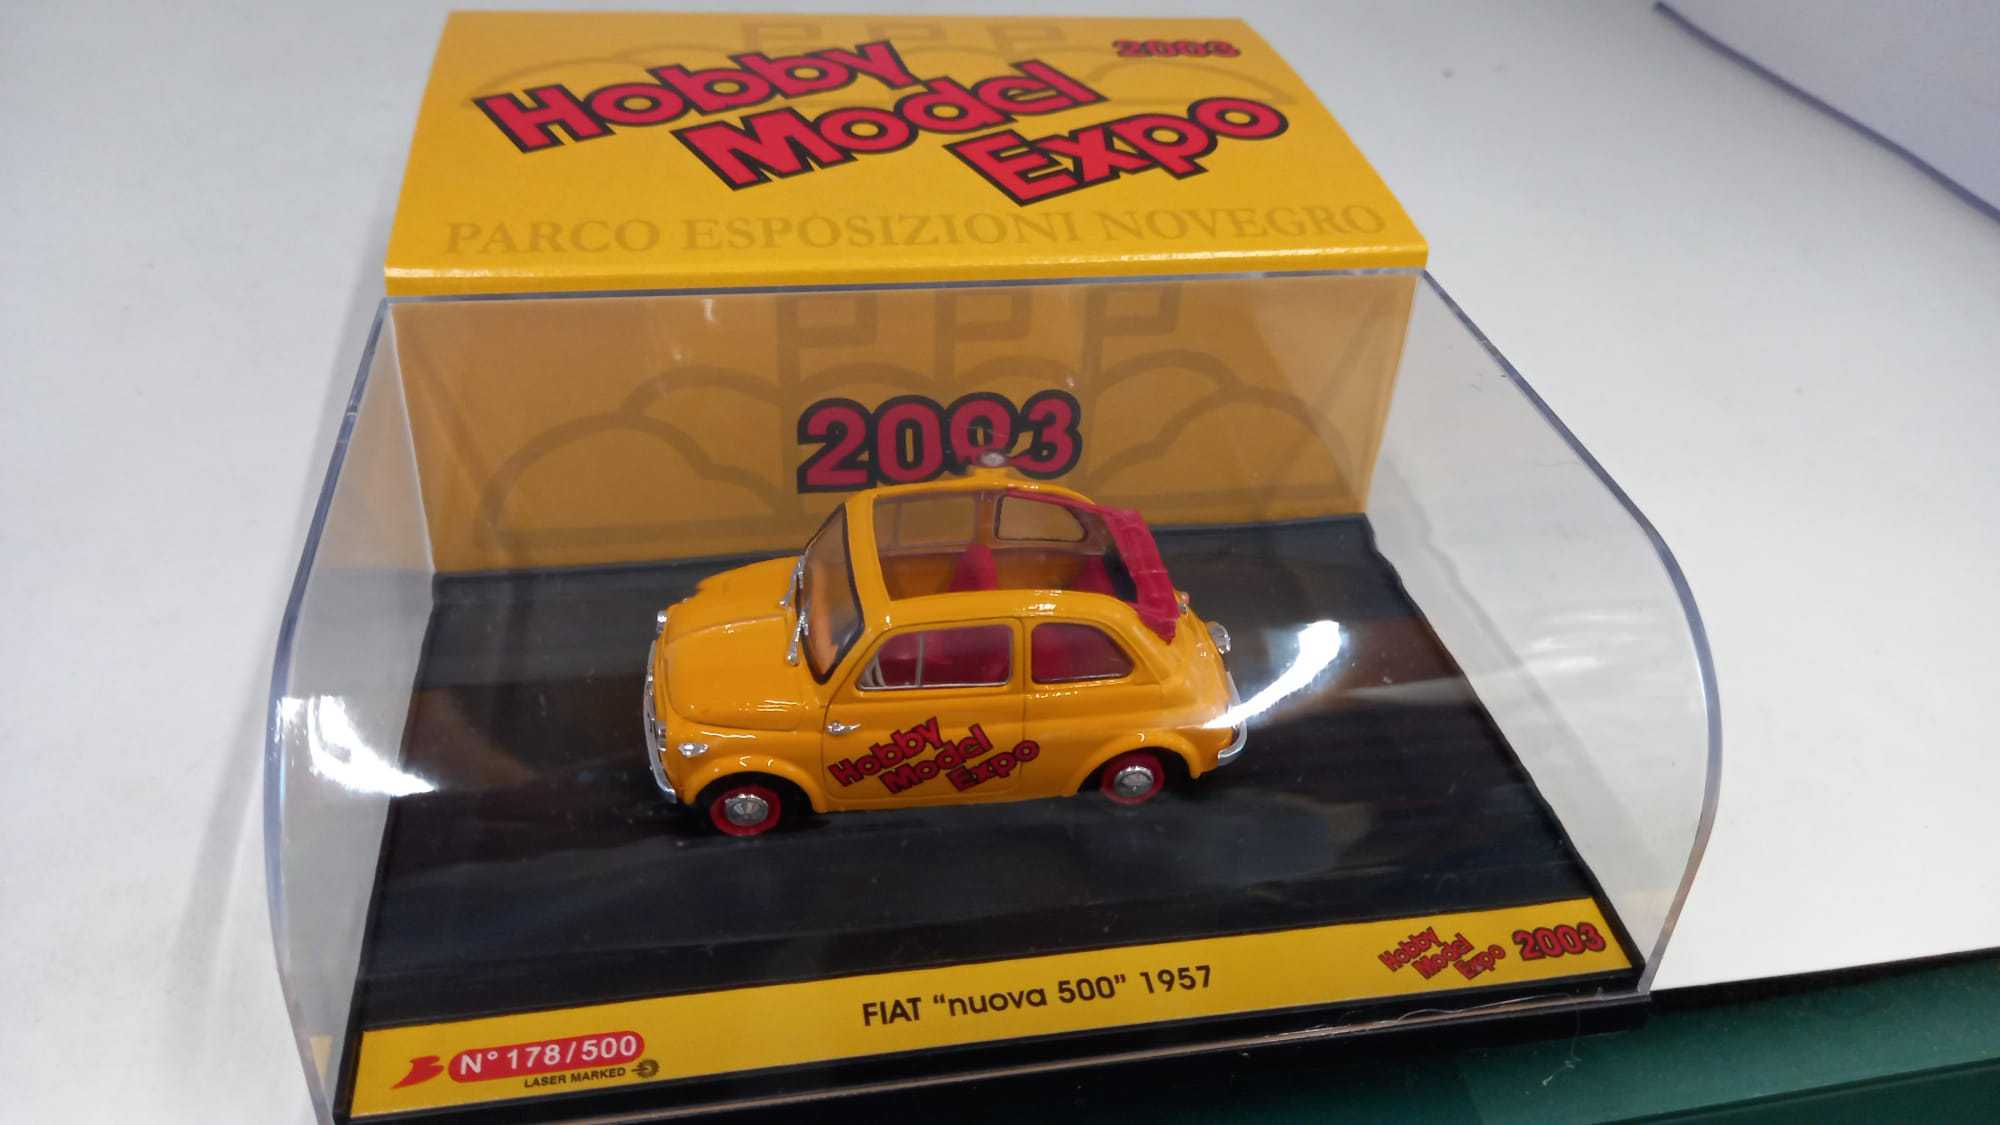 2003
Hobby
Model
Expo
PARCO ESPOSIZIONI NOVEGRO
2003
Hobby
Model
Expo
FIAT "nuova 500" 1957
Hobby
Model
Expo
2003
N° 178/500
LASER MARKED